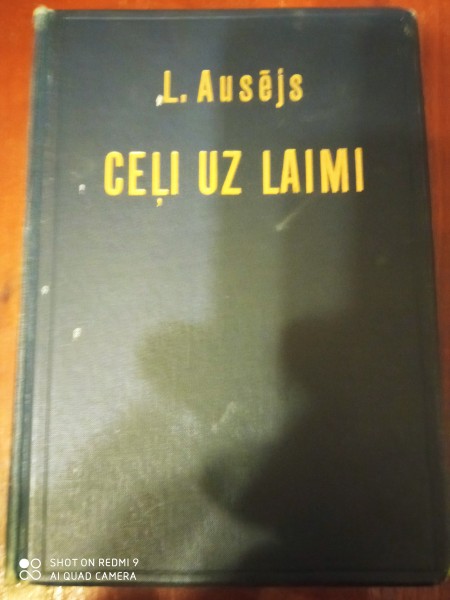 L. Ausējs
CEĻI UZ LAIMI
SHOT ON REDMI 9
AI QUAD CAMERA